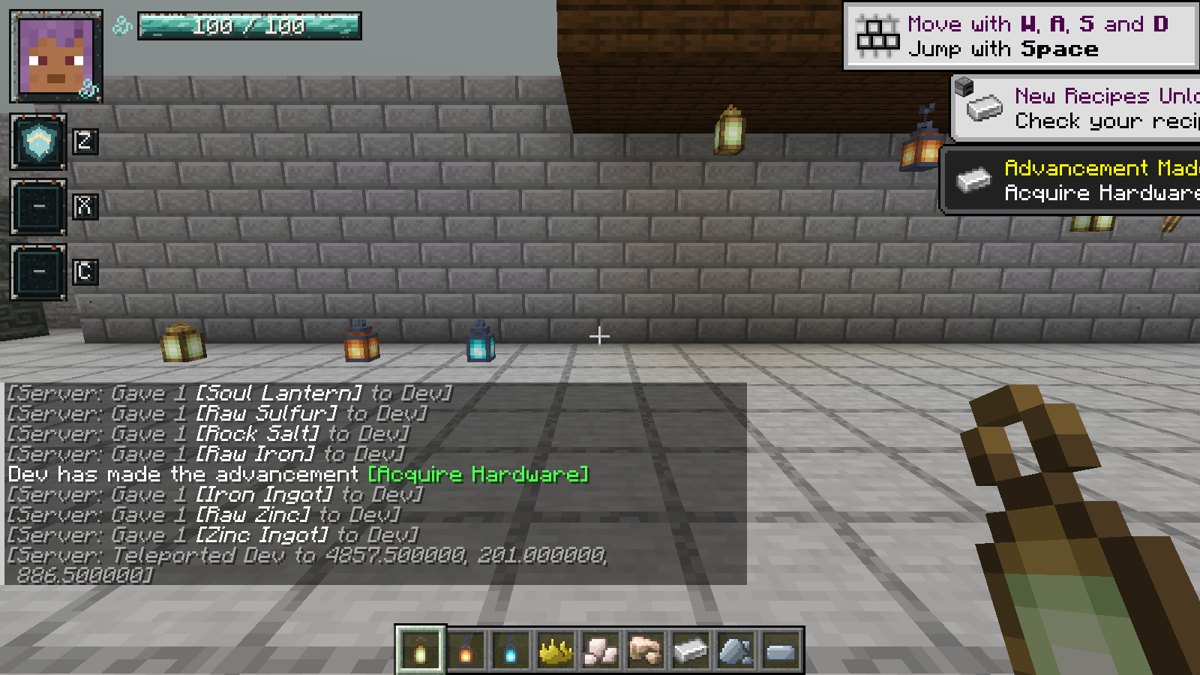 100 / 100
Move with W, A, S and D
Jump with Space
Z
New Recipes Unlo
Check your recip
Advancement Mad
Acquire Hardware
X
C
[Server: Gave 1 [Soul Lantern] to Dev]
[Server: Gave 1 [Raw Sulfur] to Dev]
[Server: Gave 1 [Rock Salt] to Dev]
[Server: Gave 1 [Raw Iron] to Dev]
Dev has made the advancement [Acquire Hardware]
[Server: Gave 1 [Iron Ingot] to Dev]
[Server: Gave 1 [Raw Zinc] to Dev]
[Server: Gave 1 [Zinc Ingot] to Dev]
[Server: Teleported Dev to 4857.500000, 201.000000,
886.500000]